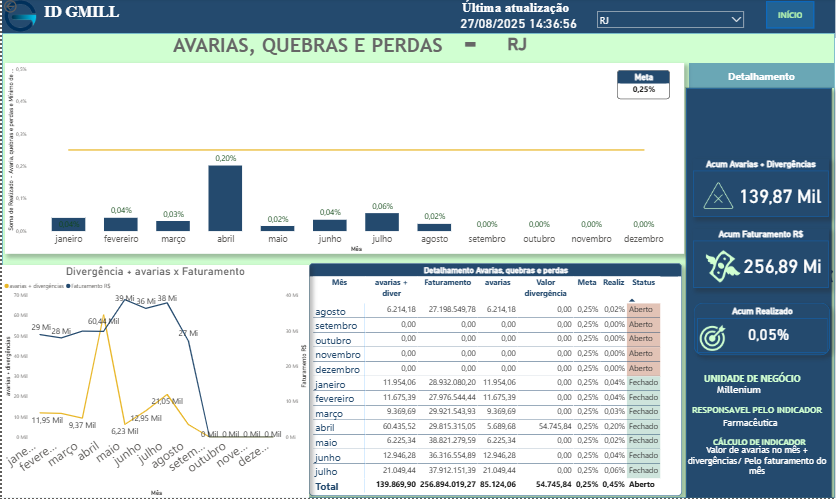 ID GMILL
Última atualização
27/08/2025 14:36:56
RJ
INÍCIO
AVARIAS, QUEBRAS E PERDAS - RJ
Meta
0,25%
0,5%
0,4%
0,3%
0,2%
0,1%
0,0%
0,04% 0,03% 0,20% 0,02% 0,04% 0,06% 0,02% 0,00% 0,00% 0,00% 0,00%
janeiro fevereiro março abril maio junho julho agosto setembro outubro novembro dezembro
Mês
Detalhamento
Acum Avarias + Divergências
139,87 Mil
Acum Faturamento R$
256,89 Mi
Acum Realizado
0,05%
UNIDADE DE NEGÓCIO
Millenium
RESPONSAVEL PELO INDICADOR
Farmacêutica
CÁLCULO DE INDICADOR
Valor de avarias no mês +
divergências/ Pelo faturamento do
mês
Divergência + avarias x Faturamento
avarias + divergências faturamento R$
avarias + divergências
70 Mil
60 Mil
50 Mil
40 Mil
30 Mil
20 Mil
10 Mil
0 Mil
29 Mi 28 Mi 39 Mi 36 Mi 38 Mi 27 Mi
60,44 Mil
11,95 Mil 9,37 Mil 6,23 Mil 12,95 Mil 21,05 Mil
0 Mil 0 Mil 0 Mil
40 Mi
30 Mi
20 Mi
10 Mi
0 Mi
Faturamento R$
jane... fevere... março abril maio junho julho agosto setem... outubro nove... deze...
Mês
Detalhamento Avarias, quebras e perdas
Mês avarias + diver Faturamento avarias Valor divergência Meta Realiz Status
agosto 6.214,18 27.198.549,78 6.214,18 0,00 0,25% 0,02% Aberto
setembro 0,00 0,00 0,00 0,00 0,25% 0,00% Aberto
outubro 0,00 0,00 0,00 0,00 0,25% 0,00% Aberto
novembro 0,00 0,00 0,00 0,00 0,25% 0,00% Aberto
dezembro 0,00 0,00 0,00 0,00 0,25% 0,00% Aberto
janeiro 11.954,06 28.932.080,20 11.954,06 0,00 0,25% 0,04% Fechado
fevereiro 11.675,39 27.976.544,44 11.675,39 0,00 0,25% 0,04% Fechado
março 9.369,69 29.921.543,93 9.369,69 0,00 0,25% 0,03% Fechado
abril 60.435,52 29.815.315,05 5.689,68 54.745,84 0,25% 0,20% Fechado
maio 6.225,34 38.821.279,59 6.225,34 0,00 0,25% 0,02% Fechado
junho 12.946,28 36.316.554,89 12.946,28 0,00 0,25% 0,04% Fechado
julho 21.049,44 37.912.151,39 21.049,44 0,00 0,25% 0,06% Fechado
Total 139.869,90 256.894.019,27 85.124,06 54.745,84 0,25% 0,45% Aberto